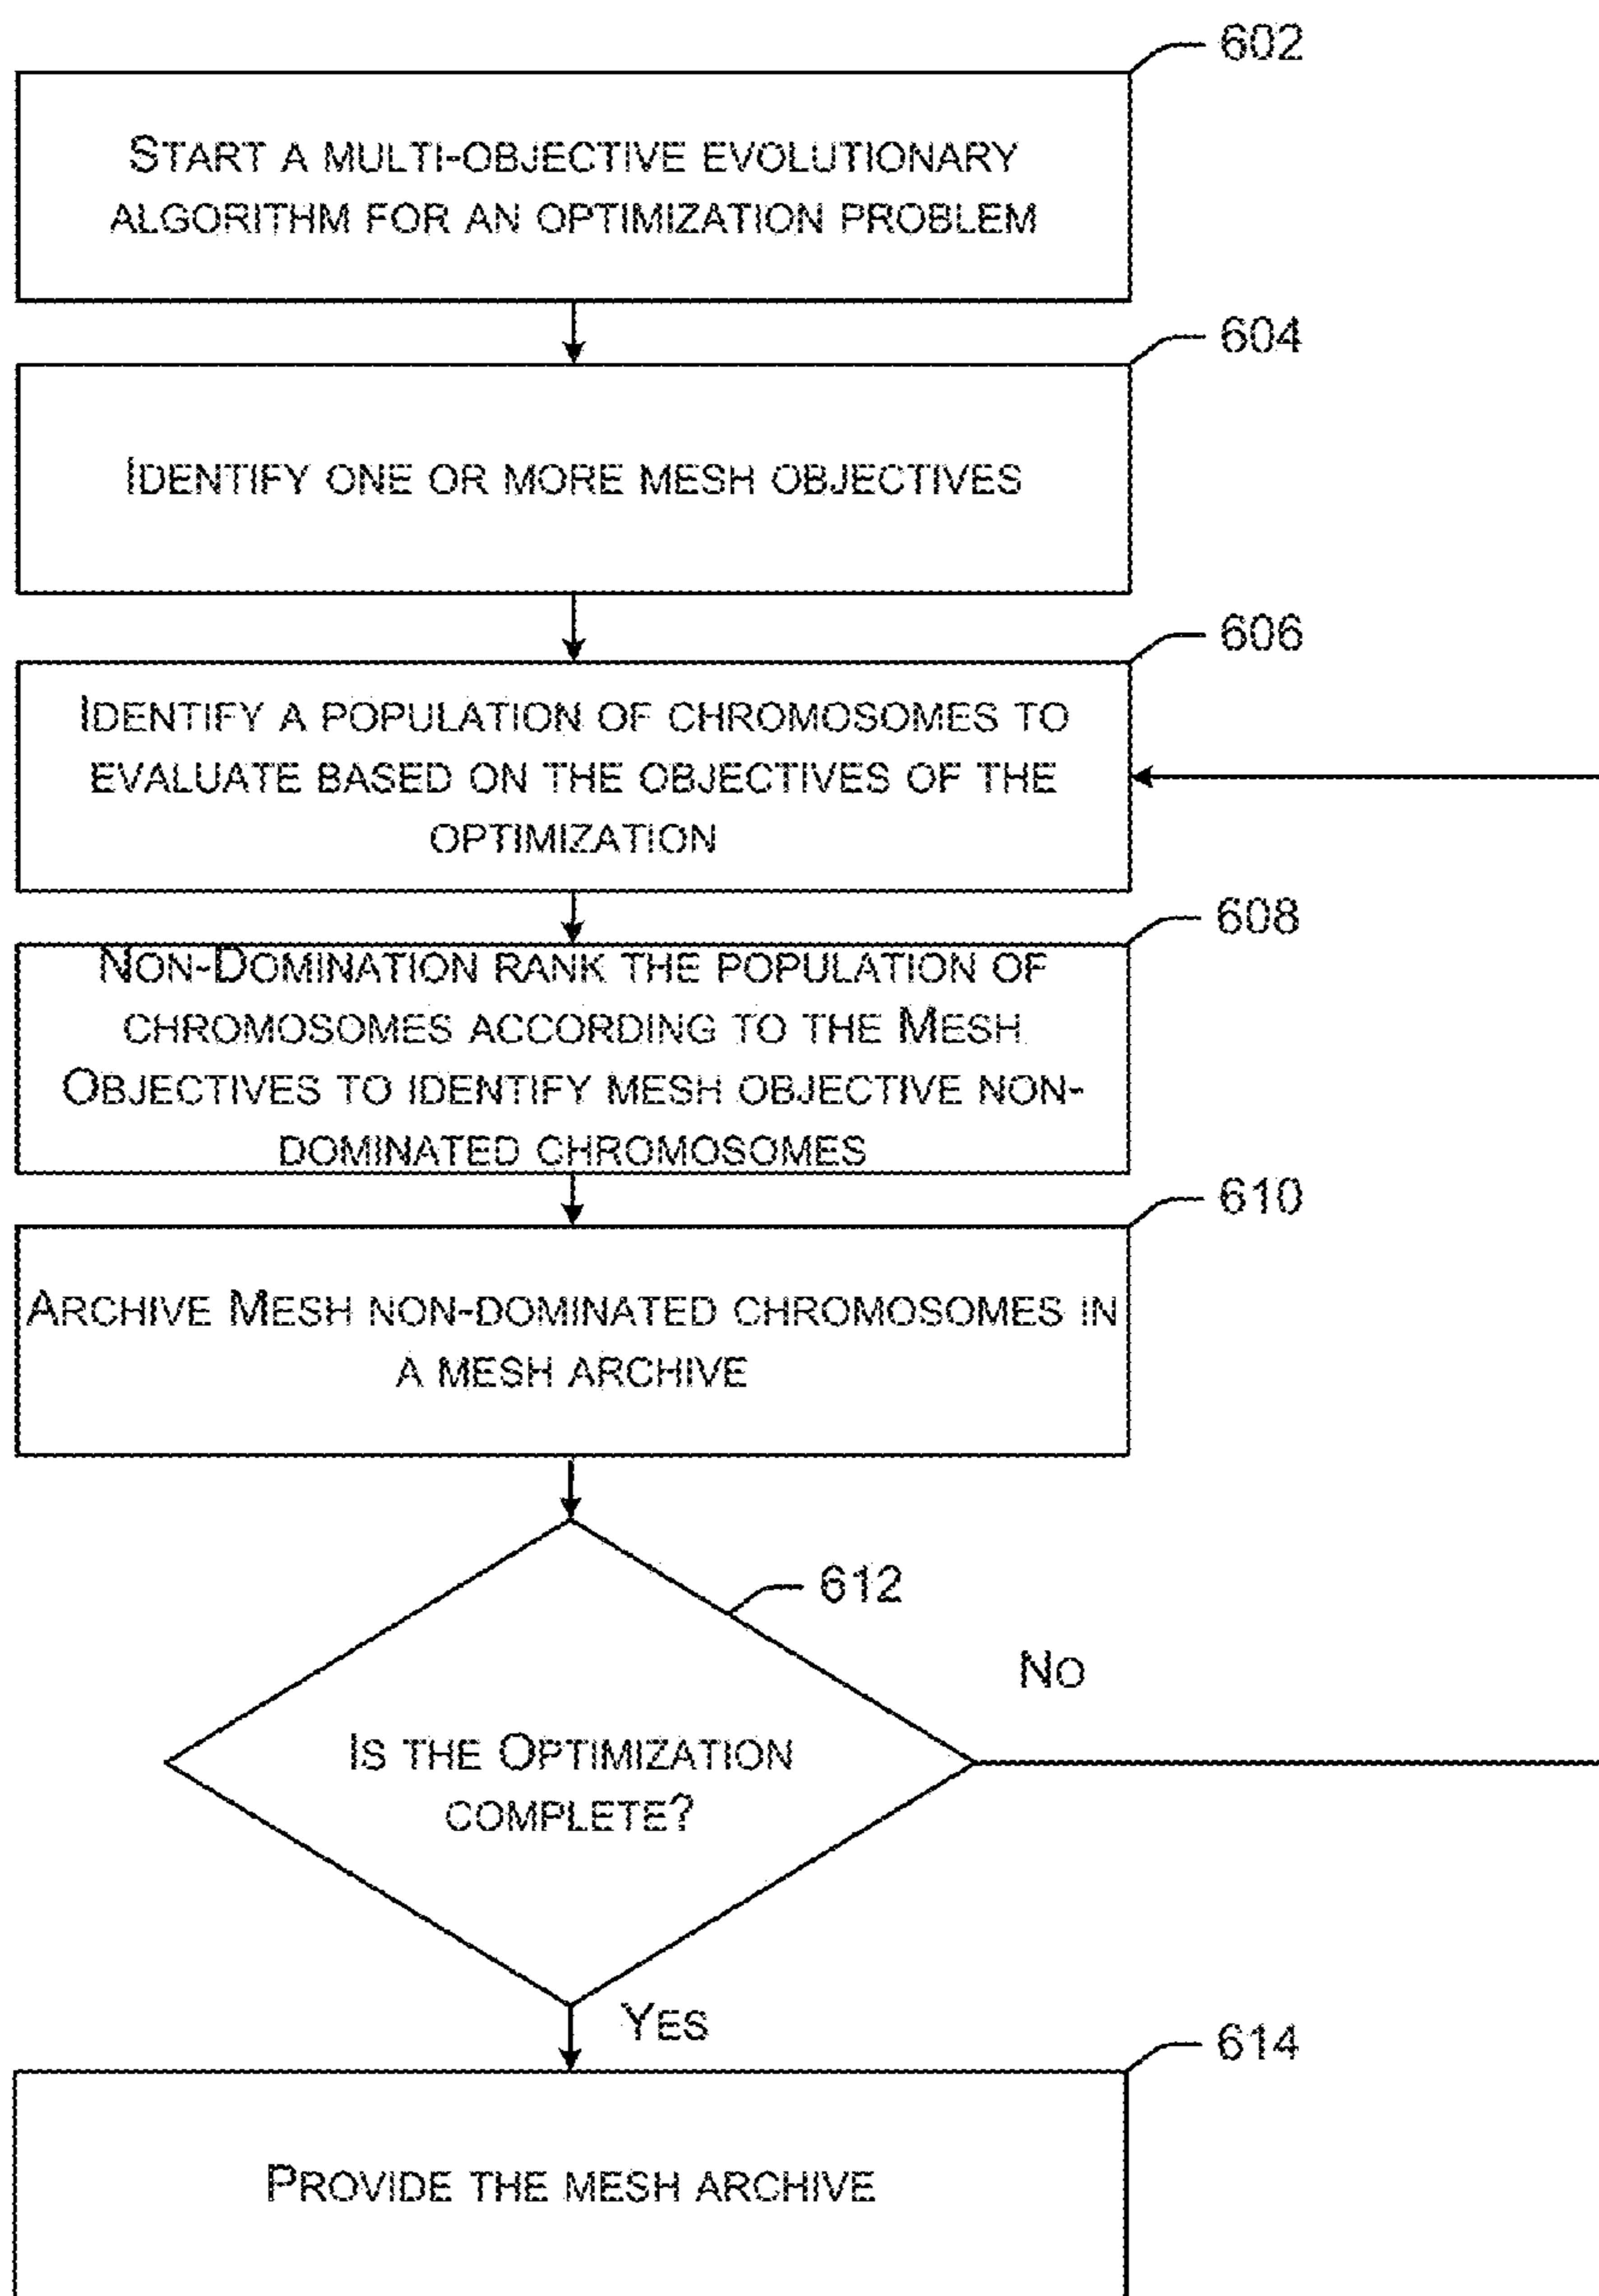 602
START A MULTI-OBJECTIVE EVOLUTIONARY
ALGORITHM FOR AN OPTIMIZATION PROBLEM
604
IDENTIFY ONE OR MORE MESH OBJECTIVES
606
IDENTIFY A POPULATION OF CHROMOSOMES TO
EVALUATE BASED ON THE OBJECTIVES OF THE
OPTIMIZATION
608
NON-DOMINATION RANK THE POPULATION OF
CHROMOSOMES ACCORDING TO THE MESH
OBJECTIVES TO IDENTIFY MESH OBJECTIVE NON-
DOMINATED CHROMOSOMES
610
ARCHIVE MESH NON-DOMINATED CHROMOSOMES IN
A MESH ARCHIVE
612
NO
IS THE OPTIMIZATION
COMPLETE?
YES
614
PROVIDE THE MESH ARCHIVE